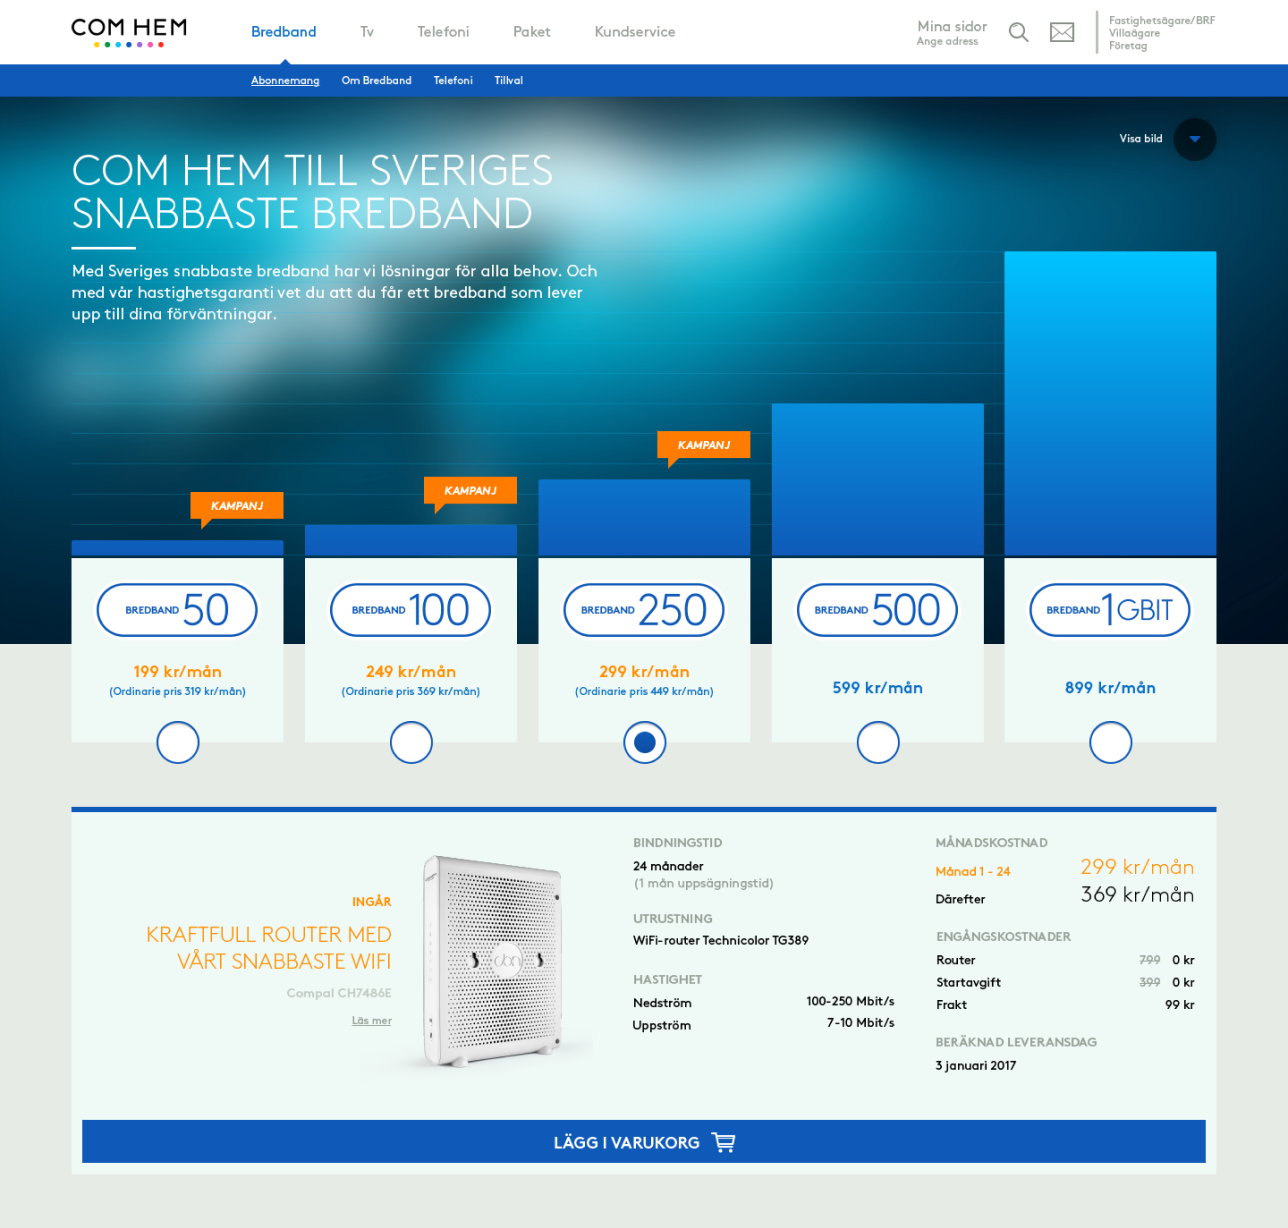 COM HEM
Bredband
Tv
Telefoni
Paket
Kundservice
Mina sidor
Ange adress
Fastighetsägare/BRF
Villaägare
Företag
Abonnemang
Om Bredband
Telefoni
Tillval
Visa bild
COM HEM TILL SVERIGES
SNABBASTE BREDBAND
Med Sveriges snabbaste bredband har vi lösningar för alla behov. Och
med vår hastighetsgaranti vet du att du får ett bredband som lever
upp till dina förväntningar.
KAMPANJ
KAMPANJ
KAMPANJ
BREDBAND 50
199 kr/mån
(Ordinarie pris 319 kr/mån)
BREDBAND 100
249 kr/mån
(Ordinarie pris 369 kr/mån)
BREDBAND 250
299 kr/mån
(Ordinarie pris 449 kr/mån)
BREDBAND 500
599 kr/mån
BREDBAND 1 GBIT
899 kr/mån
INGÅR
KRAFTFULL ROUTER MED
VÅRT SNABBASTE WIFI
Compal CH7486E
Läs mer
BINDNINGSTID
24 månader
(1 mån uppsägningstid)
UTRUSTNING
WiFi-router Technicolor TG389
HASTIGHET
Nedström 100-250 Mbit/s
Uppström 7-10 Mbit/s
MÅNADSKOSTNAD
Månad 1 - 24 299 kr/mån
Därefter 369 kr/mån
ENGÅNGSKOSTNADER
Router 799 0 kr
Startavgift 399 0 kr
Frakt 99 kr
BERÄKNAD LEVERANSDAG
3 januari 2017
LÄGG I VARUKORG